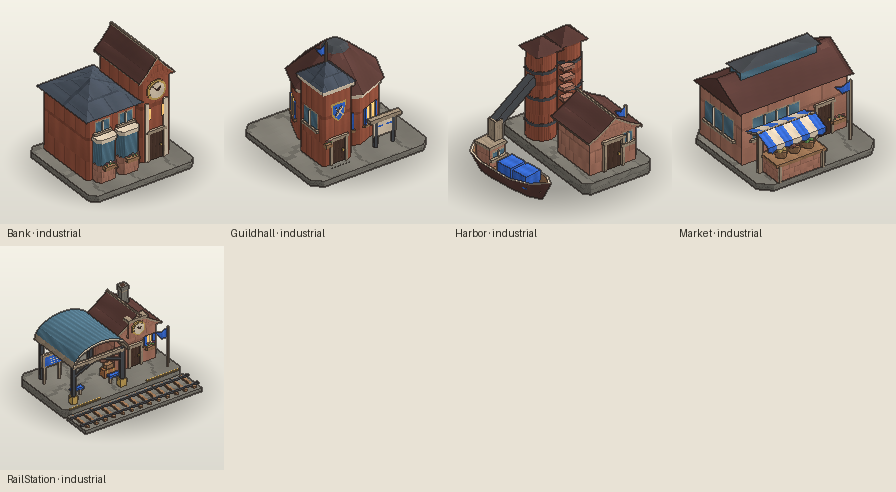 Bank · industrial
Guildhall · industrial
Harbor · industrial
Market · industrial
RailStation · industrial